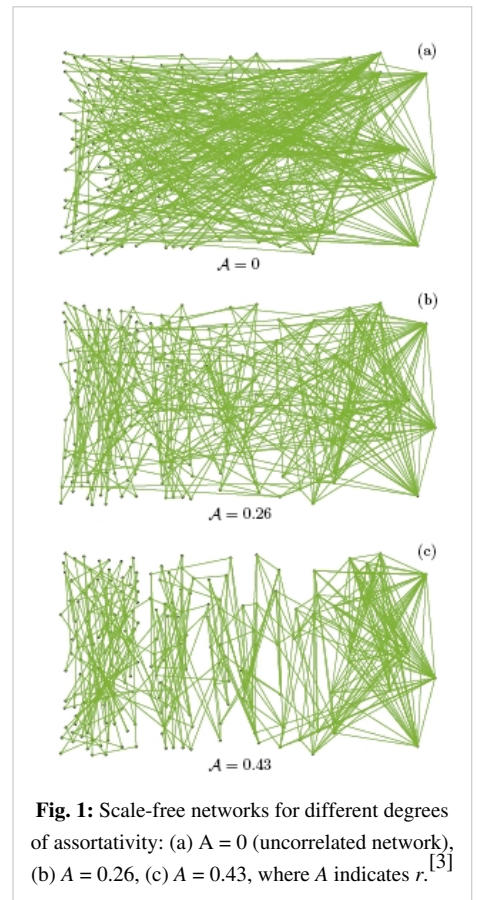 (a)
𝒜 = 0
(b)
𝒜 = 0.26
(c)
𝒜 = 0.43
Fig. 1: Scale-free networks for different degrees
of assortativity: (a) A = 0 (uncorrelated network),
(b) A = 0.26, (c) A = 0.43, where A indicates r.[3]